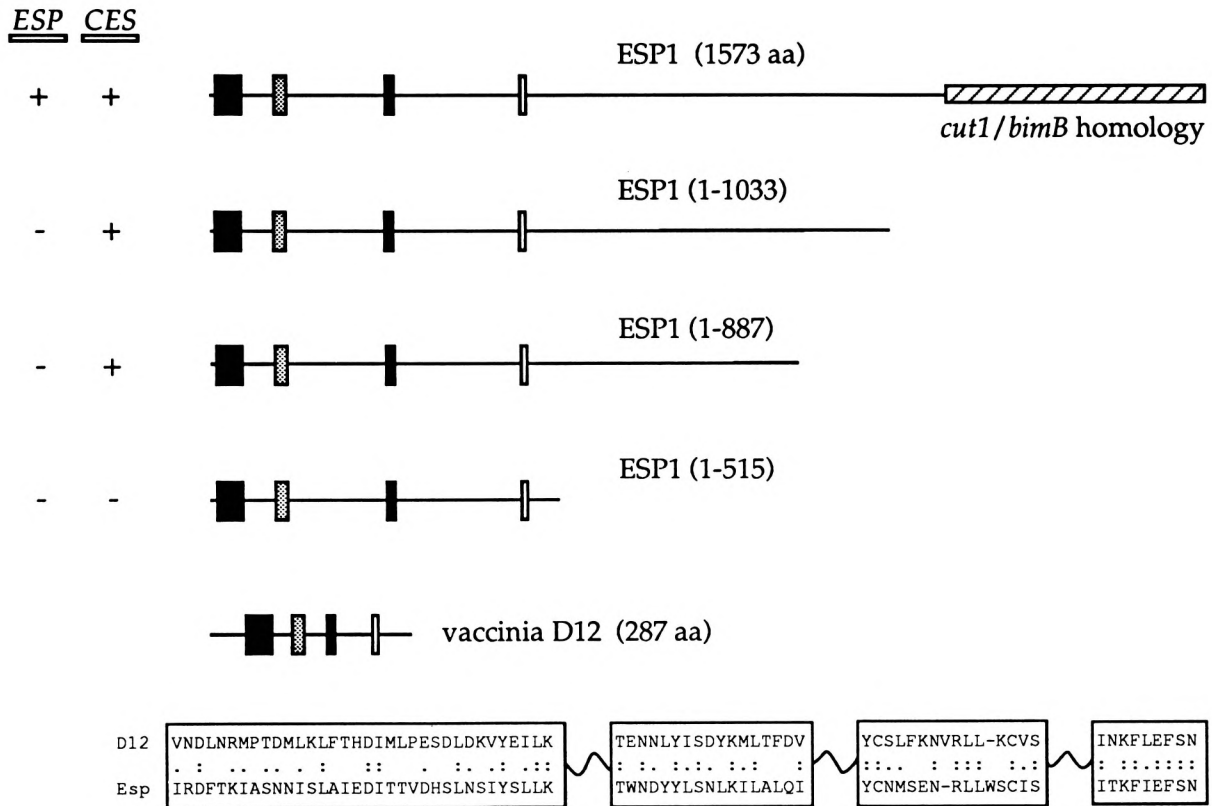 ESP CES
ESP1 (1573 aa)
+ +
cut1/bimB homology
ESP1 (1-1033)
- +
ESP1 (1-887)
- +
ESP1 (1-515)
- -
vaccinia D12 (287 aa)
D12 VNDLNRMPTDMLKLFTHDIMLPESDLDKVYEILK TENNLYISDYKMLTFDV YCSLFKNVRLL-KCVS INKFLEFSN
Esp IRDFTKIASNNISLAIEDITTVDHSLNSIYSLLK TWNDYYLSNLKILALQI YCNMSEN-RLLWSCIS ITKFIEFSN